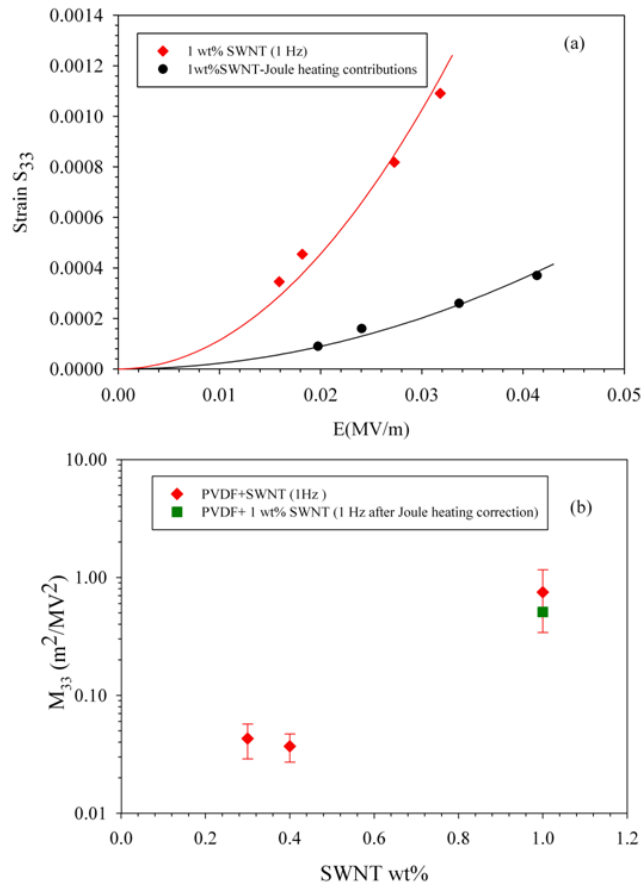 0.0014
1 wt% SWNT (1 Hz)
(a)
0.0012
1wt%SWNT-Joule heating contributions
0.0010
0.0008
Strain S33
0.0006
0.0004
0.0002
0.0000
0.00 0.01 0.02 0.03 0.04 0.05
E(MV/m)
10.00
PVDF+SWNT (1Hz )
(b)
PVDF+ 1 wt% SWNT (1 Hz after Joule heating correction)
1.00
M33 (m²/MV²)
0.10
0.01
0.0 0.2 0.4 0.6 0.8 1.0 1.2
SWNT wt%